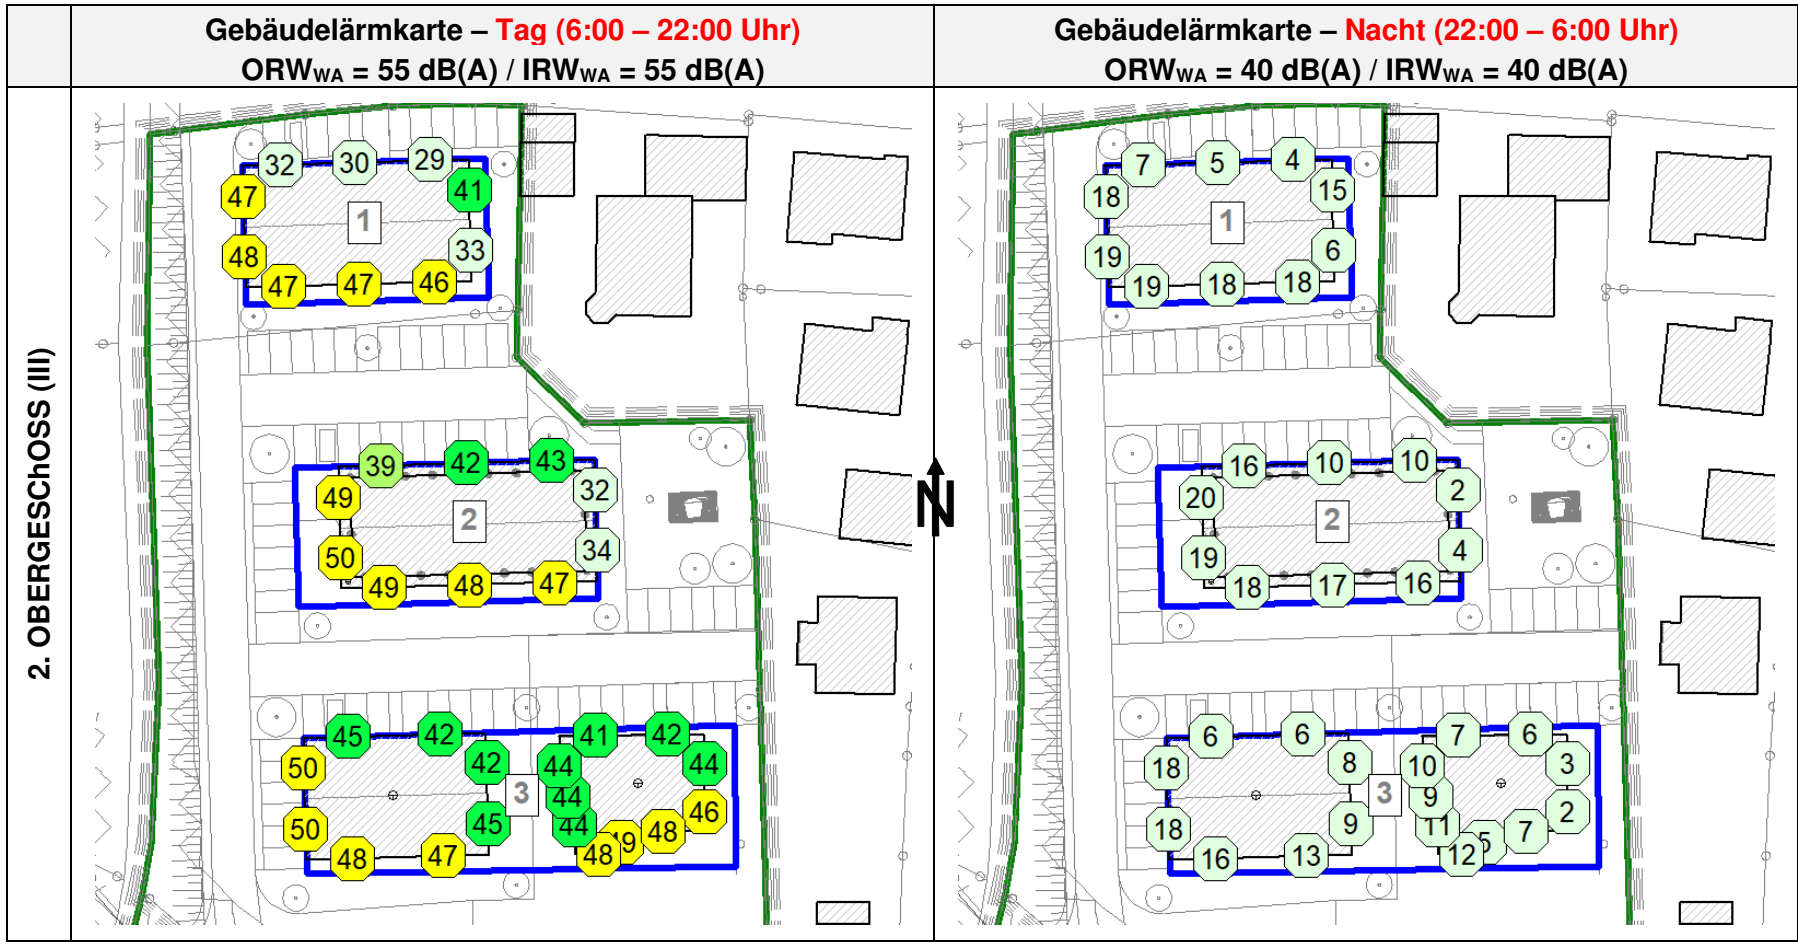 Gebäudelärmkarte – Tag (6:00 – 22:00 Uhr)
ORWWA = 55 dB(A) / IRWWA = 55 dB(A)
Gebäudelärmkarte – Nacht (22:00 – 6:00 Uhr)
ORWWA = 40 dB(A) / IRWWA = 40 dB(A)
2. OBERGESChOSS (III)
32 30 29
47 41
1
48 33
47 47 46
39 42 43
49 32
2
50 34
49 48 47
45 42 41 42
50 42 44 44
3 44
50 45 44 46
48 47 48 48
N
7 5 4
18 15
1
19 6
19 18 18
16 10 10
20 2
2
19 4
18 17 16
6 6 7 6
18 8 10 3
3 9
18 9 11 2
16 13 12 7